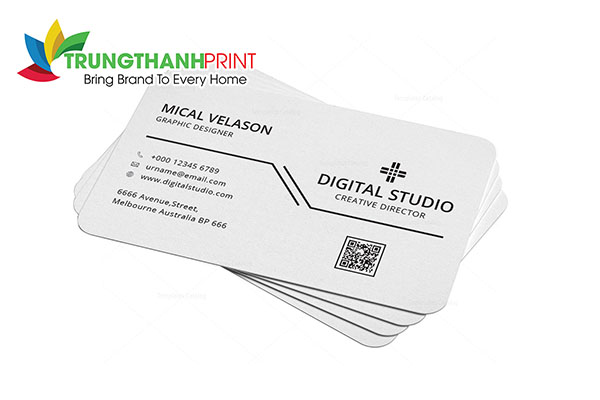 TRUNGTHANHPRINT
Bring Brand To Every Home
MICAL VELASON
GRAPHIC DESIGNER
+000 12345 6789
urname@email.com
www.digitalstudio.com
6666 Avenue,Street,
Melbourne Australia BP 666
DIGITAL STUDIO
CREATIVE DIRECTOR